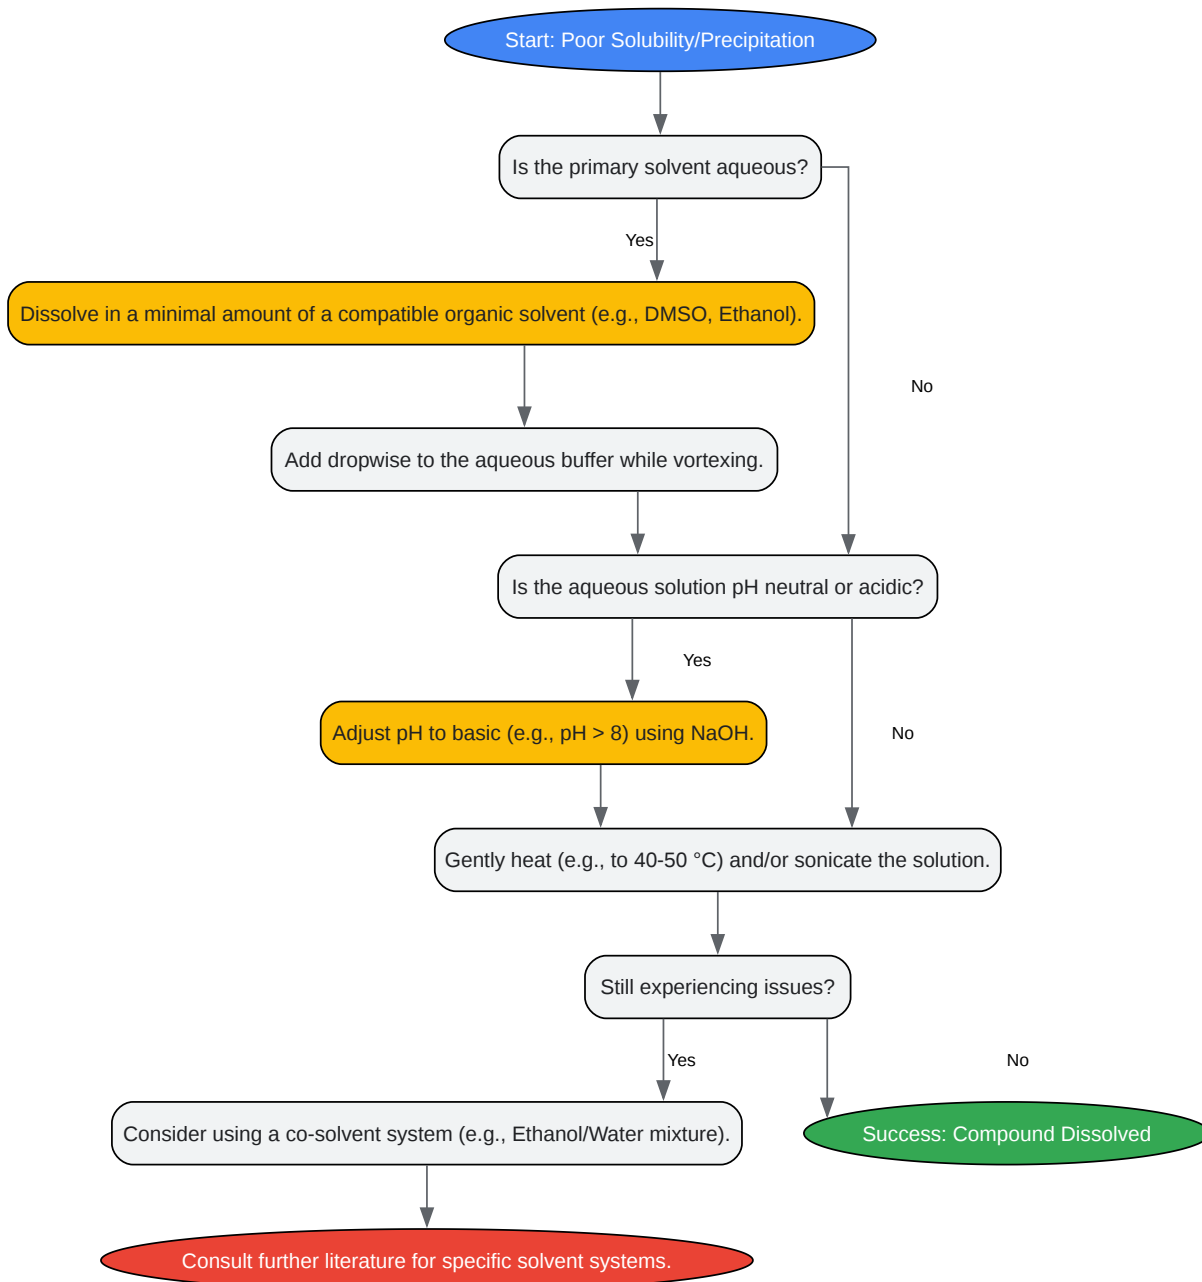 Start: Poor Solubility/Precipitation
Is the primary solvent aqueous?
Yes
Dissolve in a minimal amount of a compatible organic solvent (e.g., DMSO, Ethanol).
No
Add dropwise to the aqueous buffer while vortexing.
Is the aqueous solution pH neutral or acidic?
Yes
Adjust pH to basic (e.g., pH > 8) using NaOH.
No
Gently heat (e.g., to 40-50 °C) and/or sonicate the solution.
Still experiencing issues?
Yes
No
Consider using a co-solvent system (e.g., Ethanol/Water mixture).
Success: Compound Dissolved
Consult further literature for specific solvent systems.